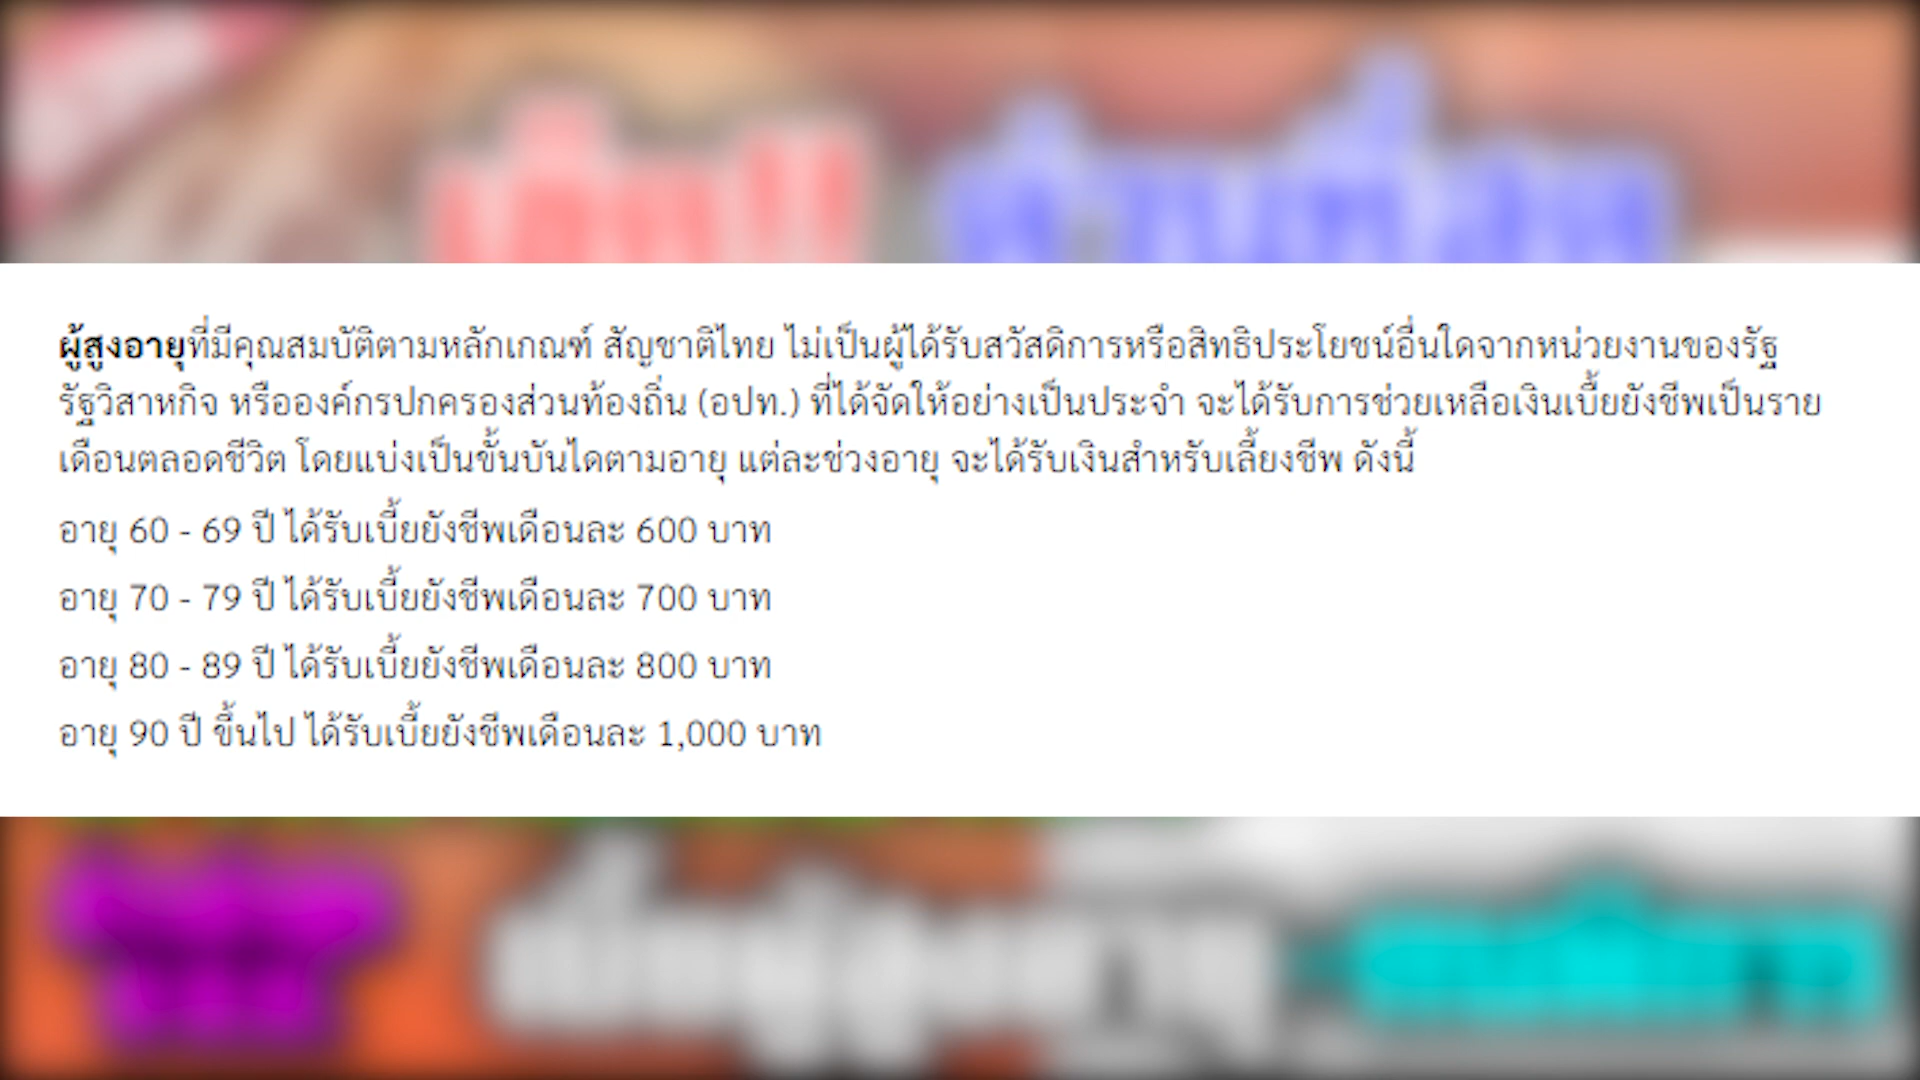 ผู้สูงอายุที่มีคุณสมบัติตามหลักเกณฑ์ สัญชาติไทย ไม่เป็นผู้ได้รับสวัสดิการหรือสิทธิประโยชน์อื่นใดจากหน่วยงานของรัฐ
รัฐวิสาหกิจ หรือองค์กรปกครองส่วนท้องถิ่น (อปท.) ที่ได้จัดให้อย่างเป็นประจำ จะได้รับการช่วยเหลือเงินเบี้ยยังชีพเป็นราย
เดือนตลอดชีวิต โดยแบ่งเป็นขั้นบันไดตามอายุ แต่ละช่วงอายุ จะได้รับเงินสำหรับเลี้ยงชีพ ดังนี้
อายุ 60 - 69 ปี ได้รับเบี้ยยังชีพเดือนละ 600 บาท
อายุ 70 - 79 ปี ได้รับเบี้ยยังชีพเดือนละ 700 บาท
อายุ 80 - 89 ปี ได้รับเบี้ยยังชีพเดือนละ 800 บาท
อายุ 90 ปี ขึ้นไป ได้รับเบี้ยยังชีพเดือนละ 1,000 บาท